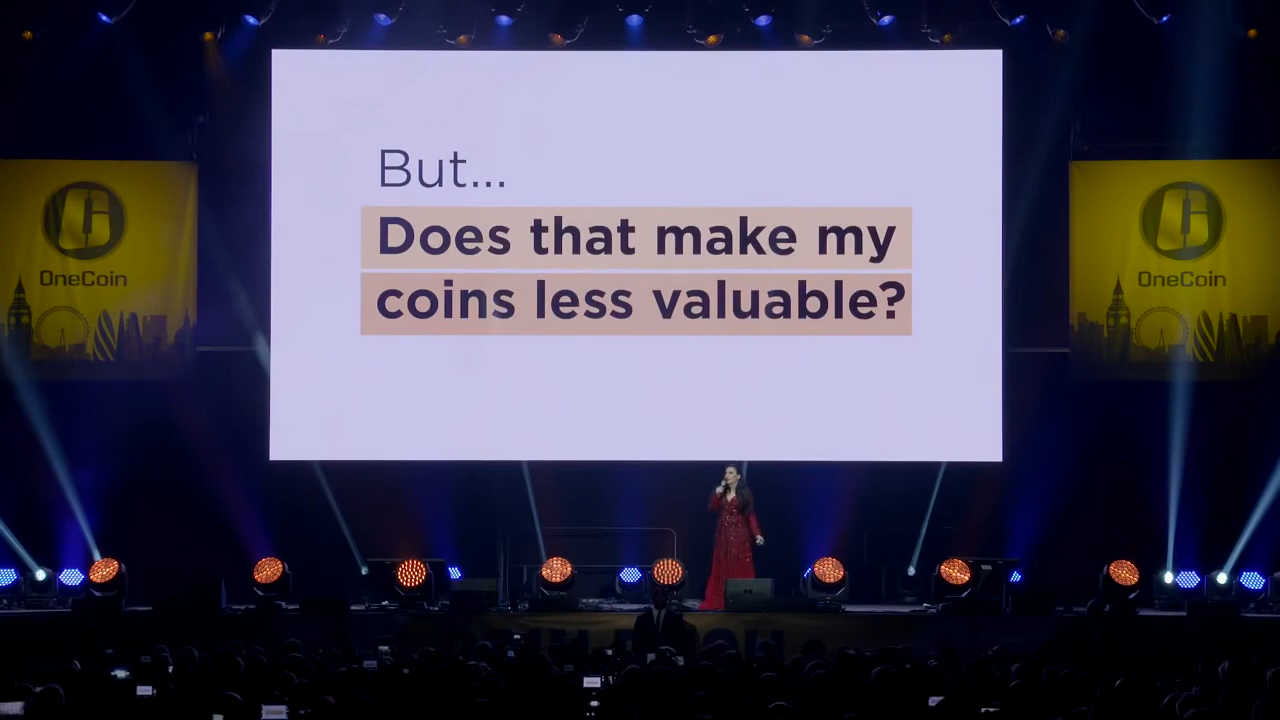 But...
Does that make my
coins less valuable?
OneCoin
OneCoin